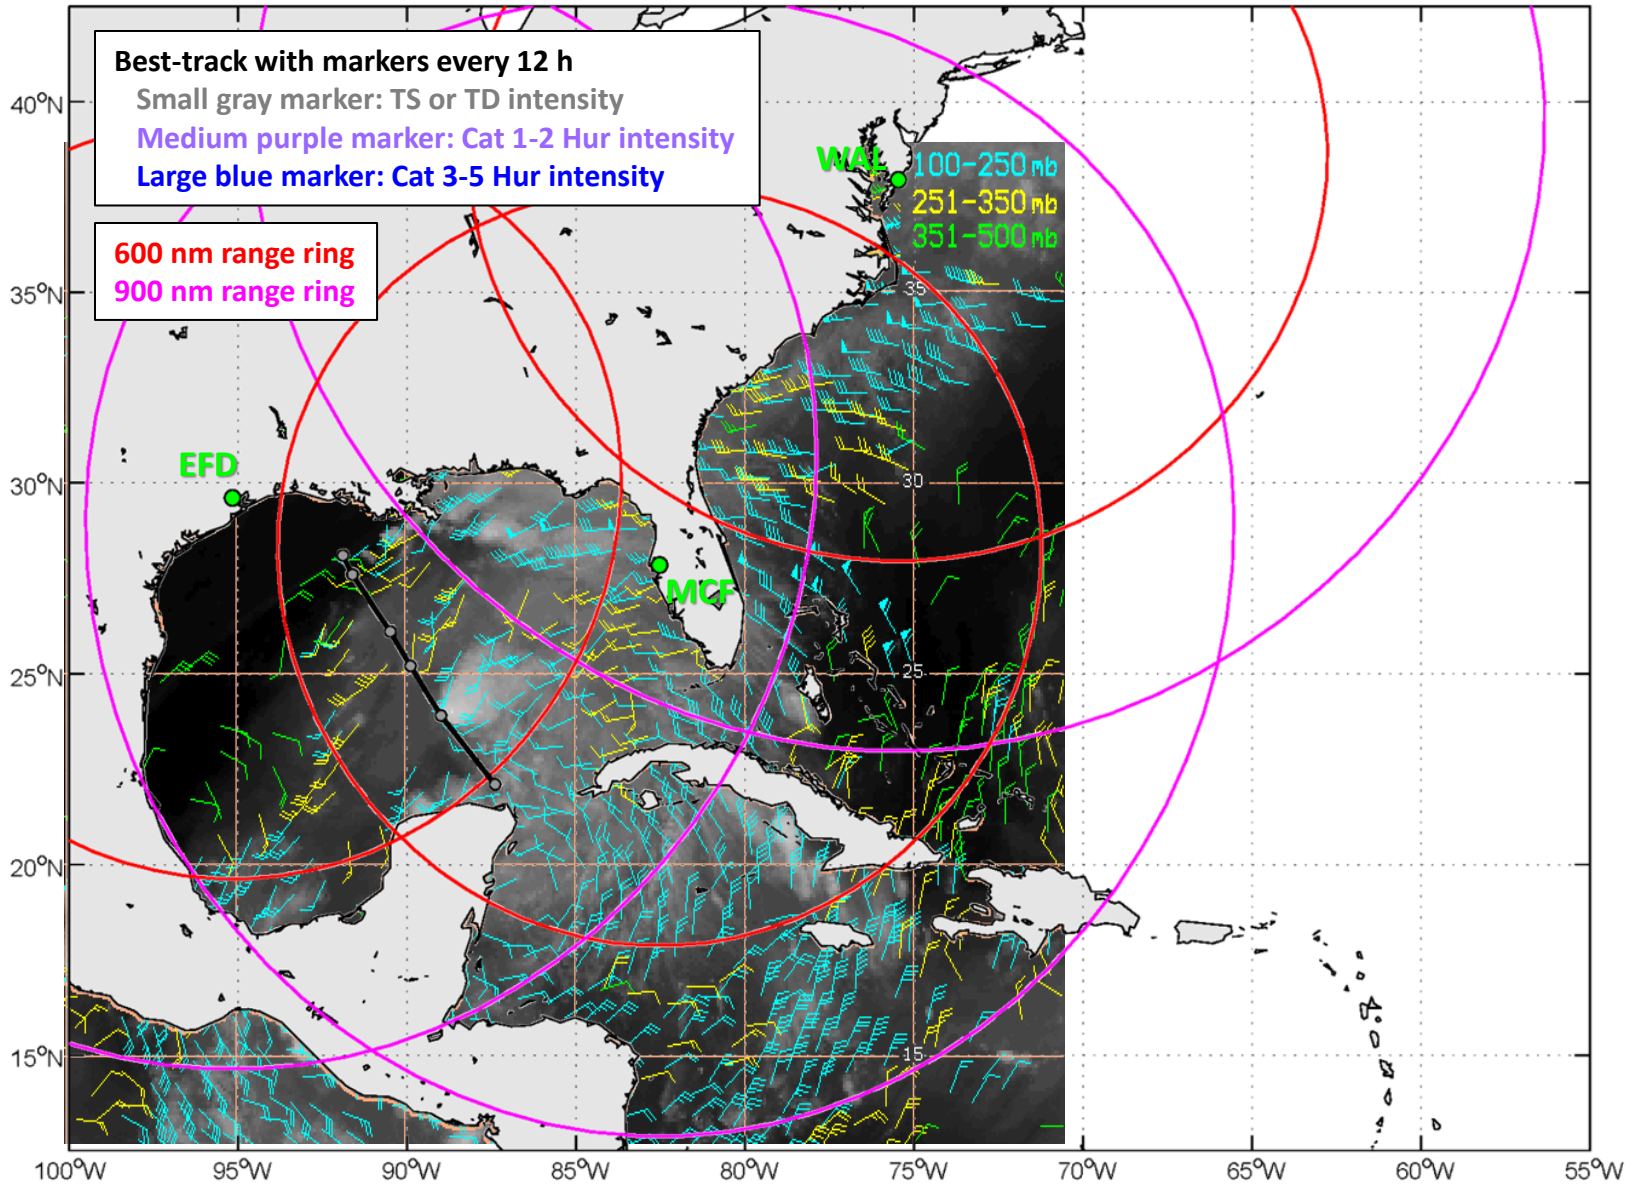 Best-track with markers every 12 h
Small gray marker: TS or TD intensity
Medium purple marker: Cat 1-2 Hur intensity
Large blue marker: Cat 3-5 Hur intensity
600 nm range ring
900 nm range ring
WAL
100-250 mb
251-350 mb
351-500 mb
EFD
MCF
35
30
25
15
40°N
35°N
30°N
25°N
20°N
15°N
100°W
95°W
90°W
85°W
80°W
75°W
70°W
65°W
60°W
55°W